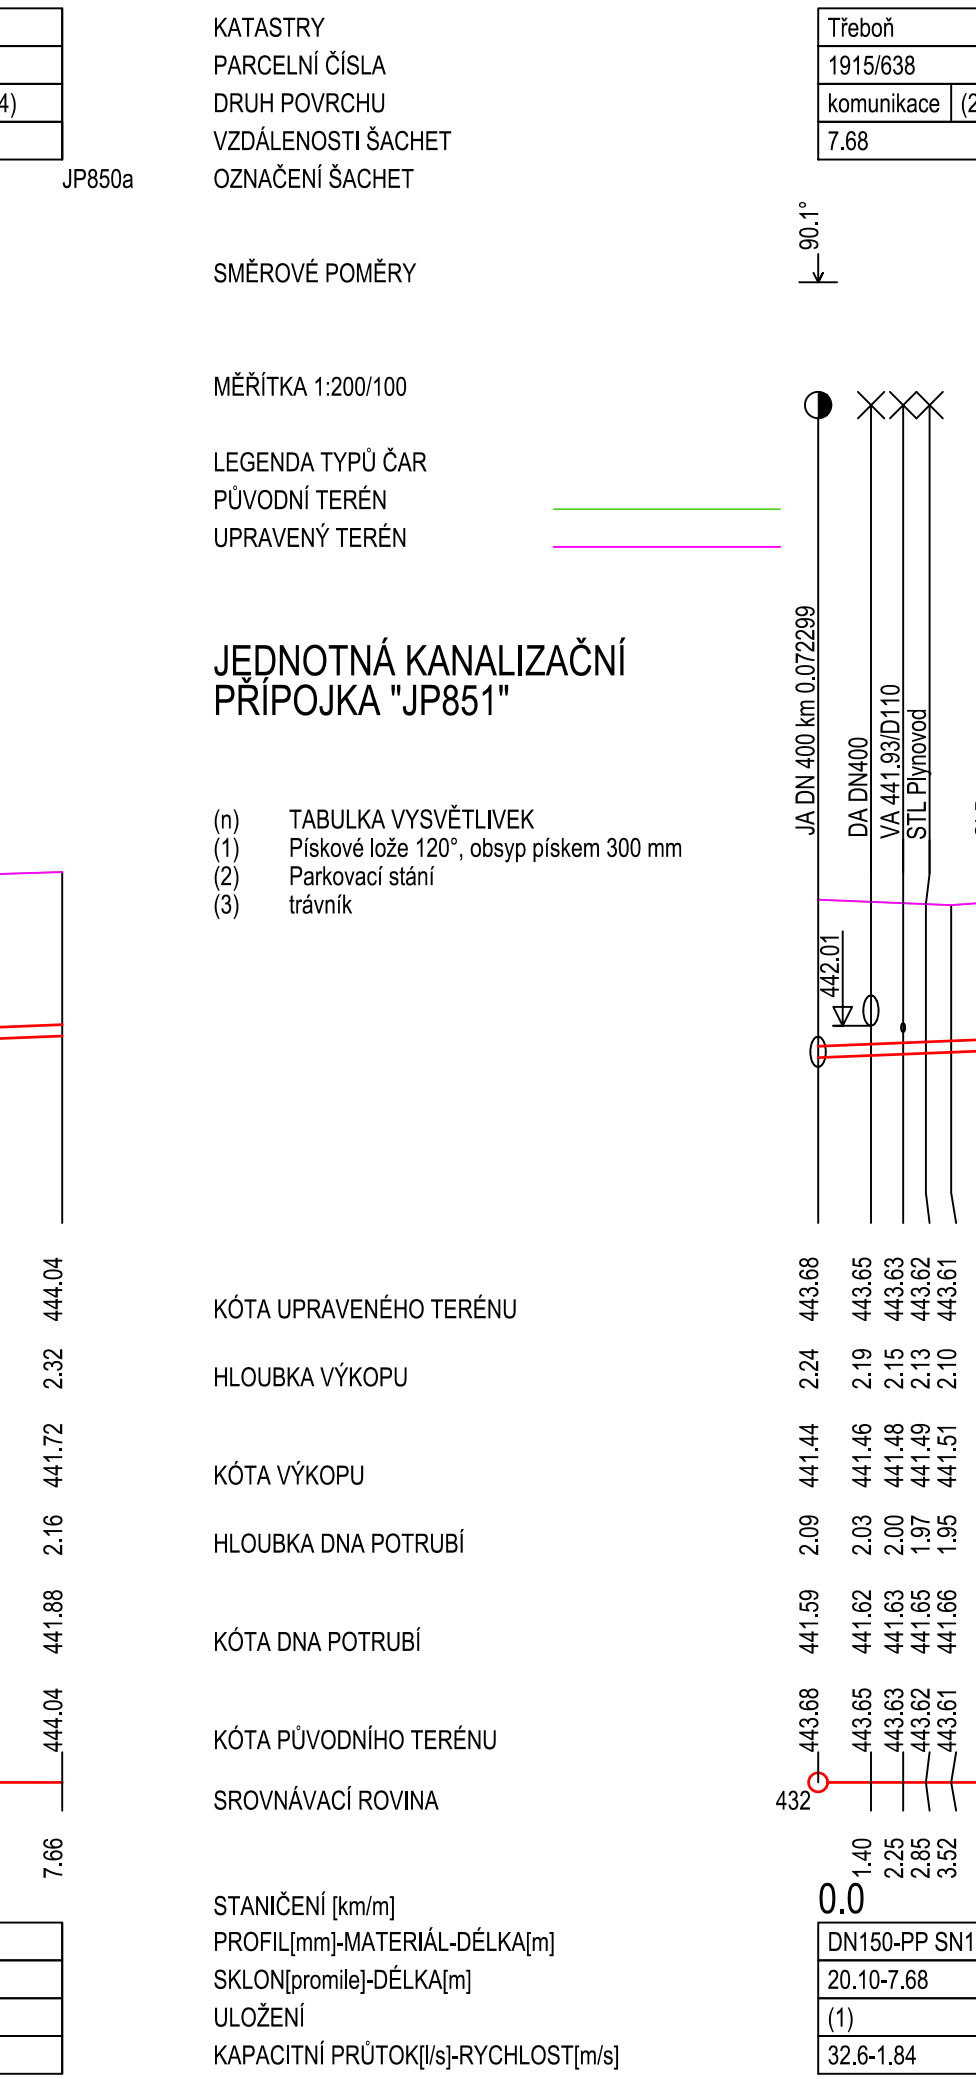 4)
JP850a
KATASTRY
PARCELNÍ ČÍSLA
DRUH POVRCHU
VZDÁLENOSTI ŠACHET
OZNAČENÍ ŠACHET
SMĚROVÉ POMĚRY
MĚŘÍTKA 1:200/100
LEGENDA TYPŮ ČAR
PŮVODNÍ TERÉN
UPRAVENÝ TERÉN
JEDNOTNÁ KANALIZAČNÍ
PŘÍPOJKA "JP851"
(n) TABULKA VYSVĚTLIVEK
(1) Pískové lože 120°, obsyp pískem 300 mm
(2) Parkovací stání
(3) trávník
Třeboň
1915/638
komunikace (2
7.68
90.1°
JA DN 400 km 0.072299
DA DN400
VA 441.93/D110
STL Plynovod
442.01
444.04 KÓTA UPRAVENÉHO TERÉNU 443.68 443.65 443.63 443.62 443.61
2.32 HLOUBKA VÝKOPU 2.24 2.19 2.15 2.13 2.10
441.72 KÓTA VÝKOPU 441.44 441.46 441.48 441.49 441.51
2.16 HLOUBKA DNA POTRUBÍ 2.09 2.03 2.00 1.97 1.95
441.88 KÓTA DNA POTRUBÍ 441.59 441.62 441.63 441.65 441.66
444.04 KÓTA PŮVODNÍHO TERÉNU 443.68 443.65 443.63 443.62 443.61
SROVNÁVACÍ ROVINA 432
7.66 1.40 2.25 2.85 3.52
STANIČENÍ [km/m] 0.0
PROFIL[mm]-MATERIÁL-DÉLKA[m] DN150-PP SN1
SKLON[promile]-DÉLKA[m] 20.10-7.68
ULOŽENÍ (1)
KAPACITNÍ PRŮTOK[l/s]-RYCHLOST[m/s] 32.6-1.84